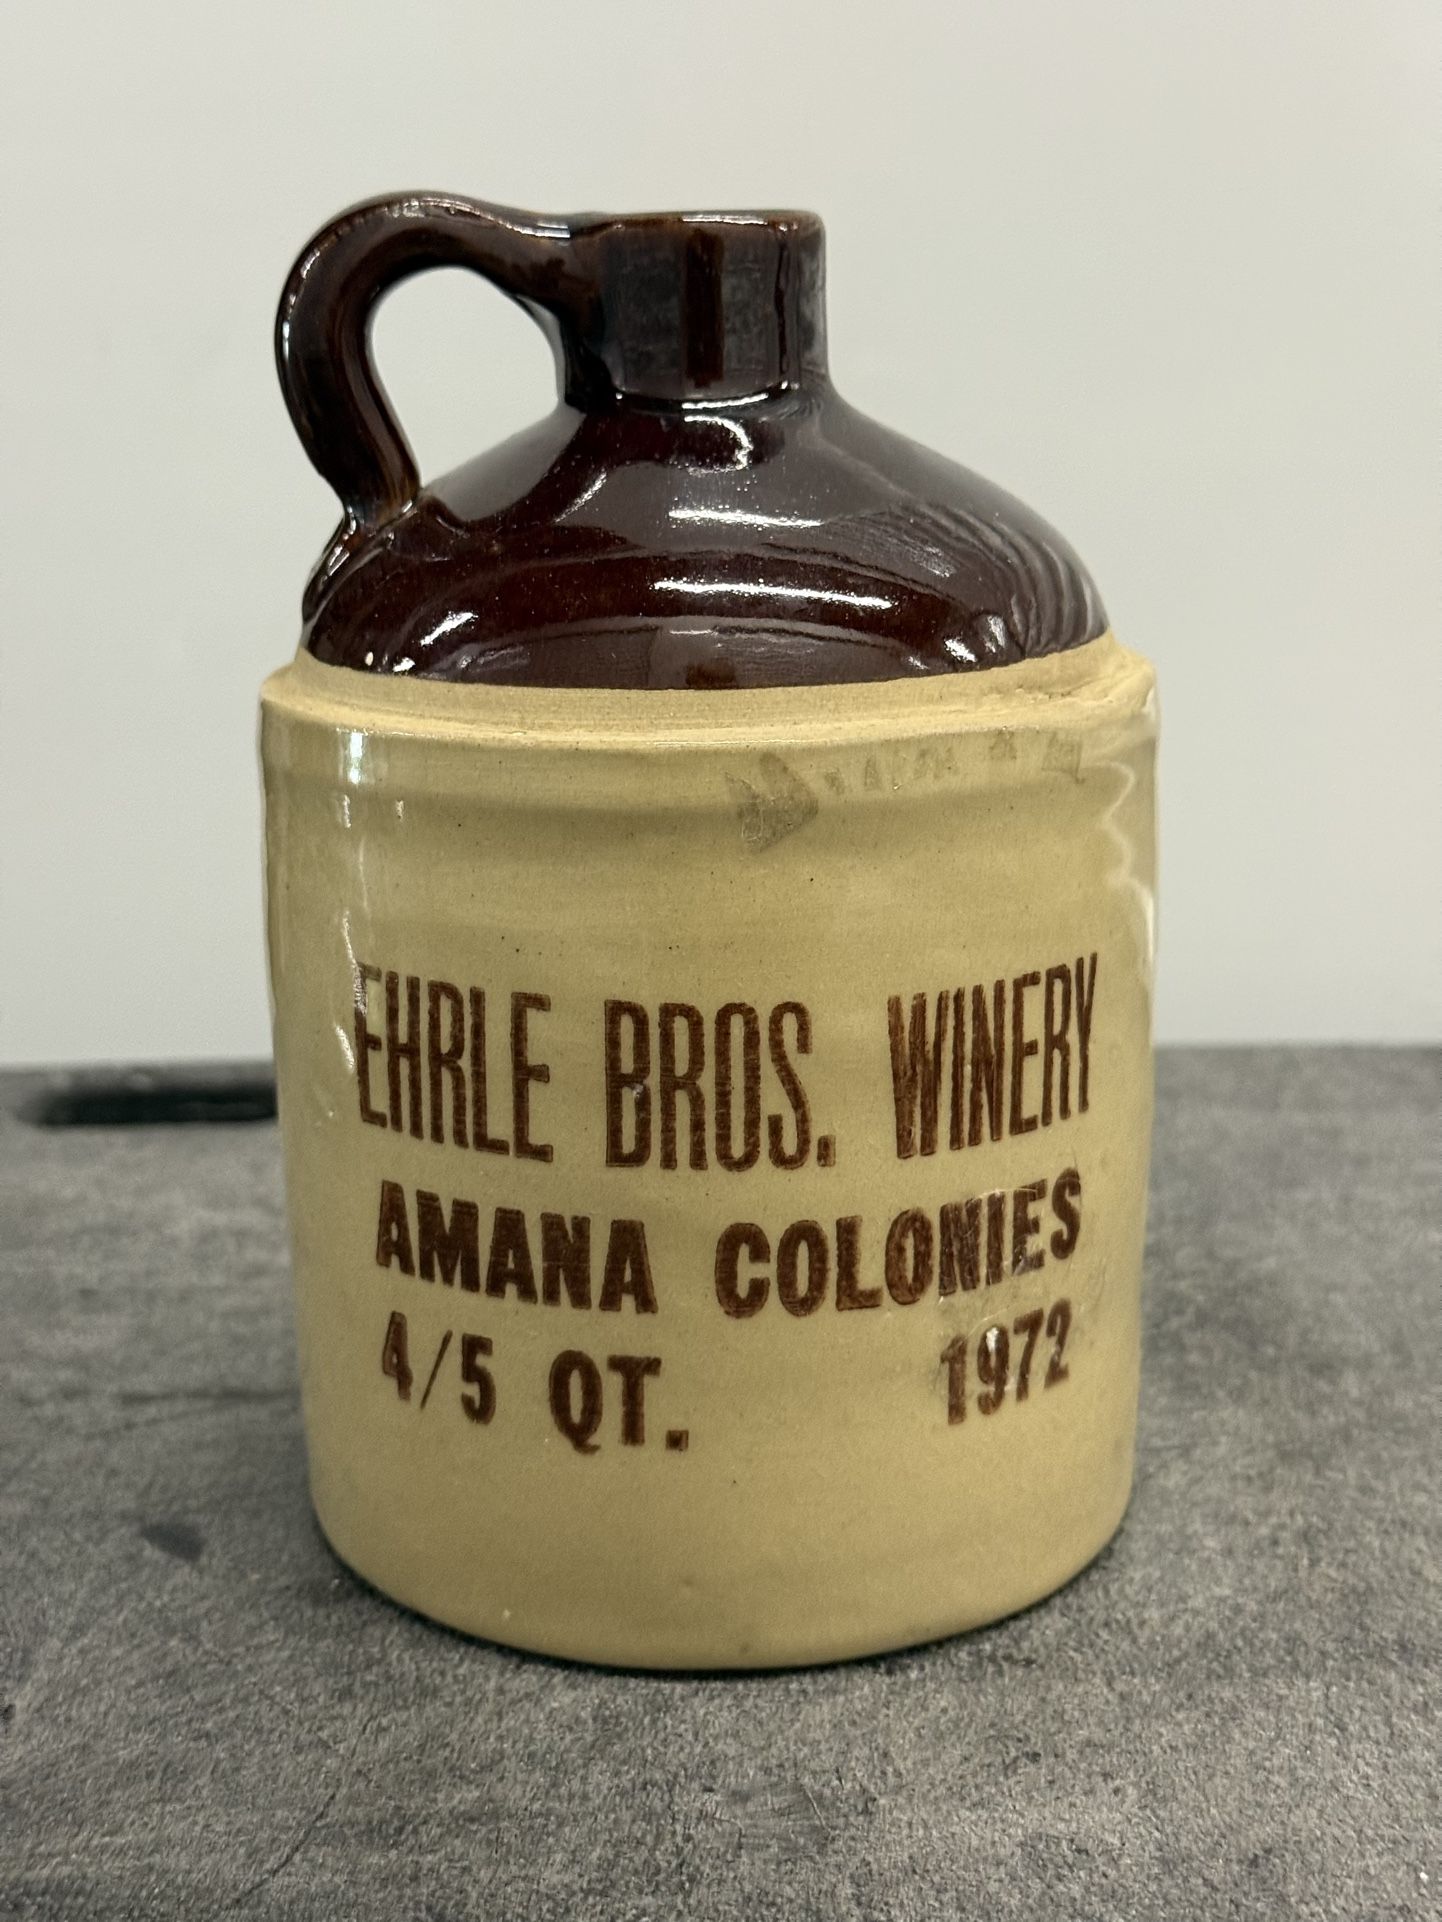 EHRLE BROS. WINERY
AMANA COLONIES
4/5 QT. 1972